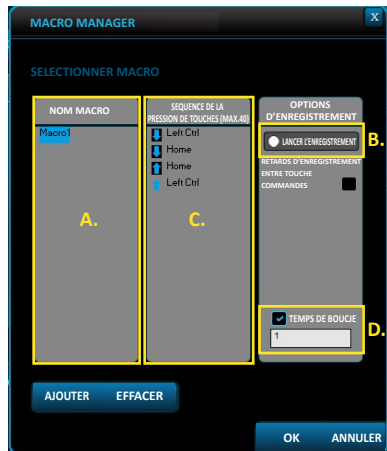 MACRO MANAGER
X
SELECTIONNER MACRO
NOM MACRO
Macro1
A.
SEQUENCE DE LA
PRESSION DE TOUCHES (MAX.40)
Left Ctrl
Home
Home
Left Ctrl
C.
OPTIONS
D'ENREGISTREMENT
LANCER L'ENREGISTREMENT
B.
RETARDS D'ENREGISTREMENT
ENTRE TOUCHE
COMMANDES
TEMPS DE BOUCJE
1
D.
AJOUTER EFFACER
OK ANNULER